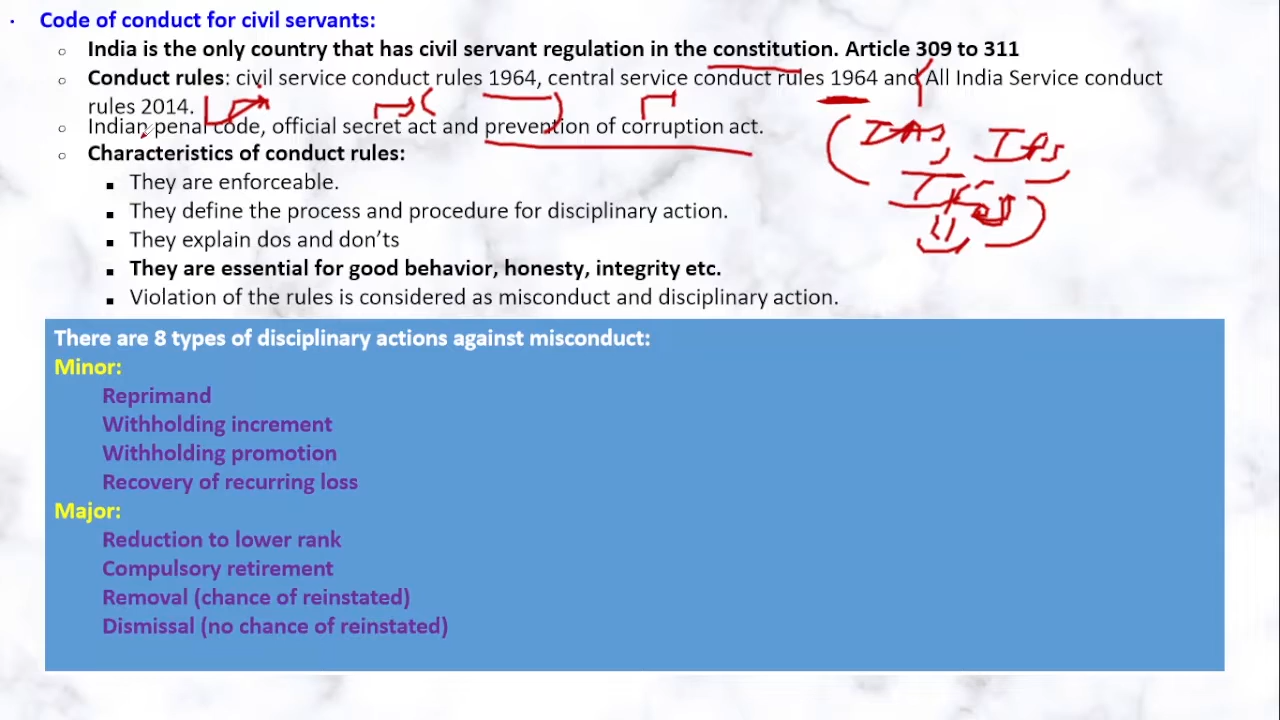 Code of conduct for civil servants:
India is the only country that has civil servant regulation in the constitution. Article 309 to 311
Conduct rules: civil service conduct rules 1964, central service conduct rules 1964 and All India Service conduct
rules 2014.
Indian penal code, official secret act and prevention of corruption act.
IAS, IPS
Characteristics of conduct rules:
They are enforceable.
They define the process and procedure for disciplinary action.
They explain dos and don'ts
They are essential for good behavior, honesty, integrity etc.
Violation of the rules is considered as misconduct and disciplinary action.
There are 8 types of disciplinary actions against misconduct:
Minor:
Reprimand
Withholding increment
Withholding promotion
Recovery of recurring loss
Major:
Reduction to lower rank
Compulsory retirement
Removal (chance of reinstated)
Dismissal (no chance of reinstated)